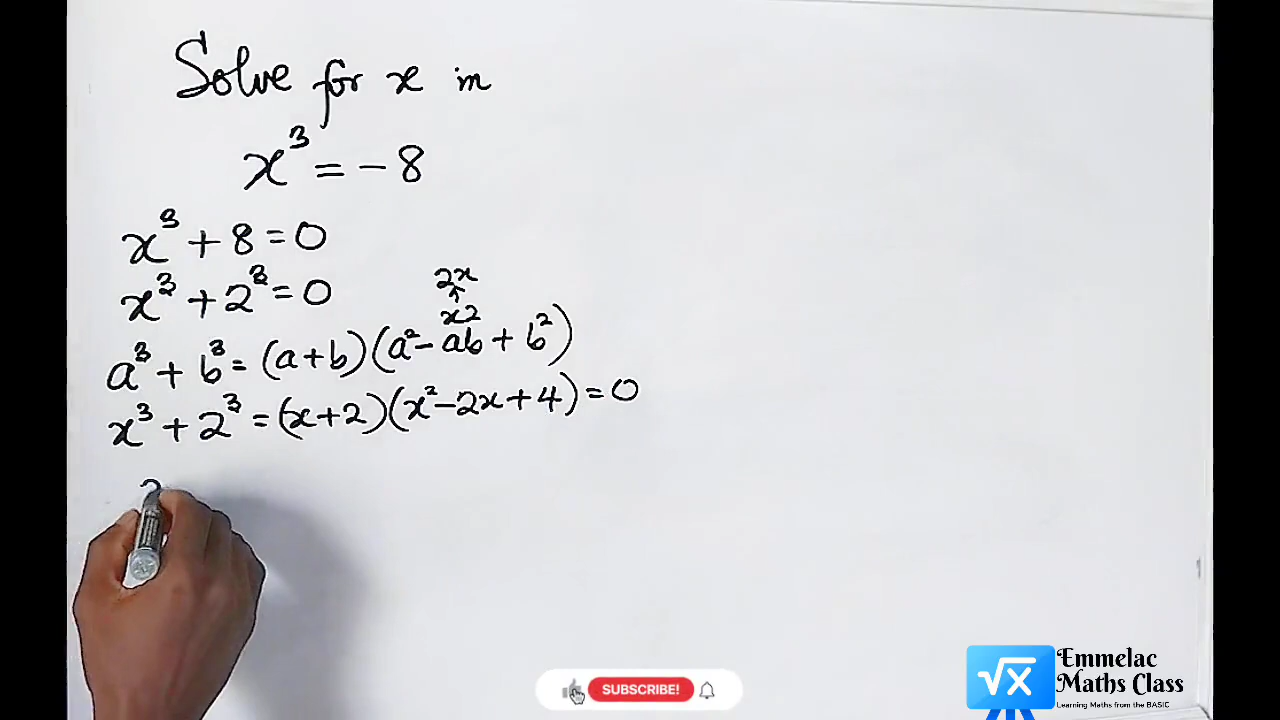 Solve for x in
x³ = -8
x³ + 8 = 0
x³ + 2³ = 0
2x
↑
x2
a³ + b³ = (a+b)(a² - ab + b²)
x³ + 2³ = (x+2)(x² - 2x + 4) = 0
√x
Emmelac
Maths Class
Learning Maths from the BASIC
SUBSCRIBE!